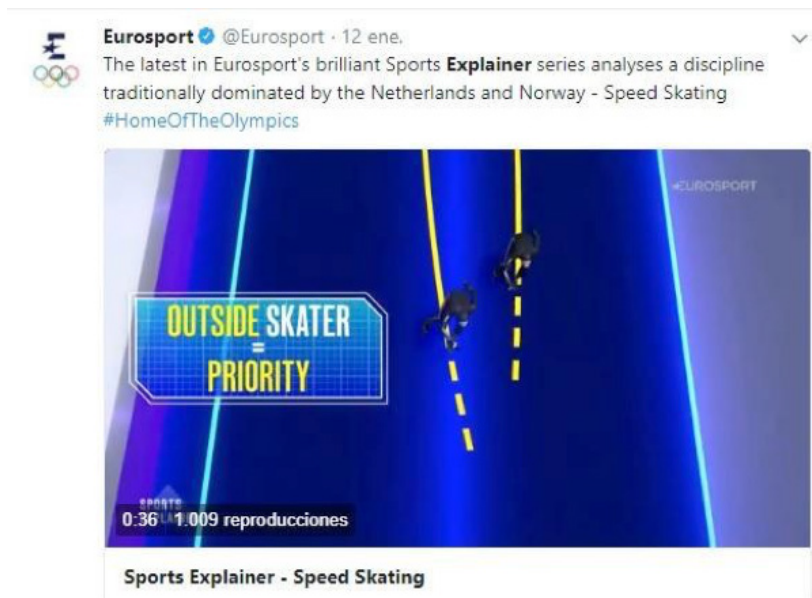 Eurosport @Eurosport · 12 ene.
The latest in Eurosport's brilliant Sports Explainer series analyses a discipline
traditionally dominated by the Netherlands and Norway - Speed Skating
#HomeOfTheOlympics
EUROSPORT
OUTSIDE SKATER
=
PRIORITY
SPORTS
0:36 1.009 reproducciones
Sports Explainer - Speed Skating